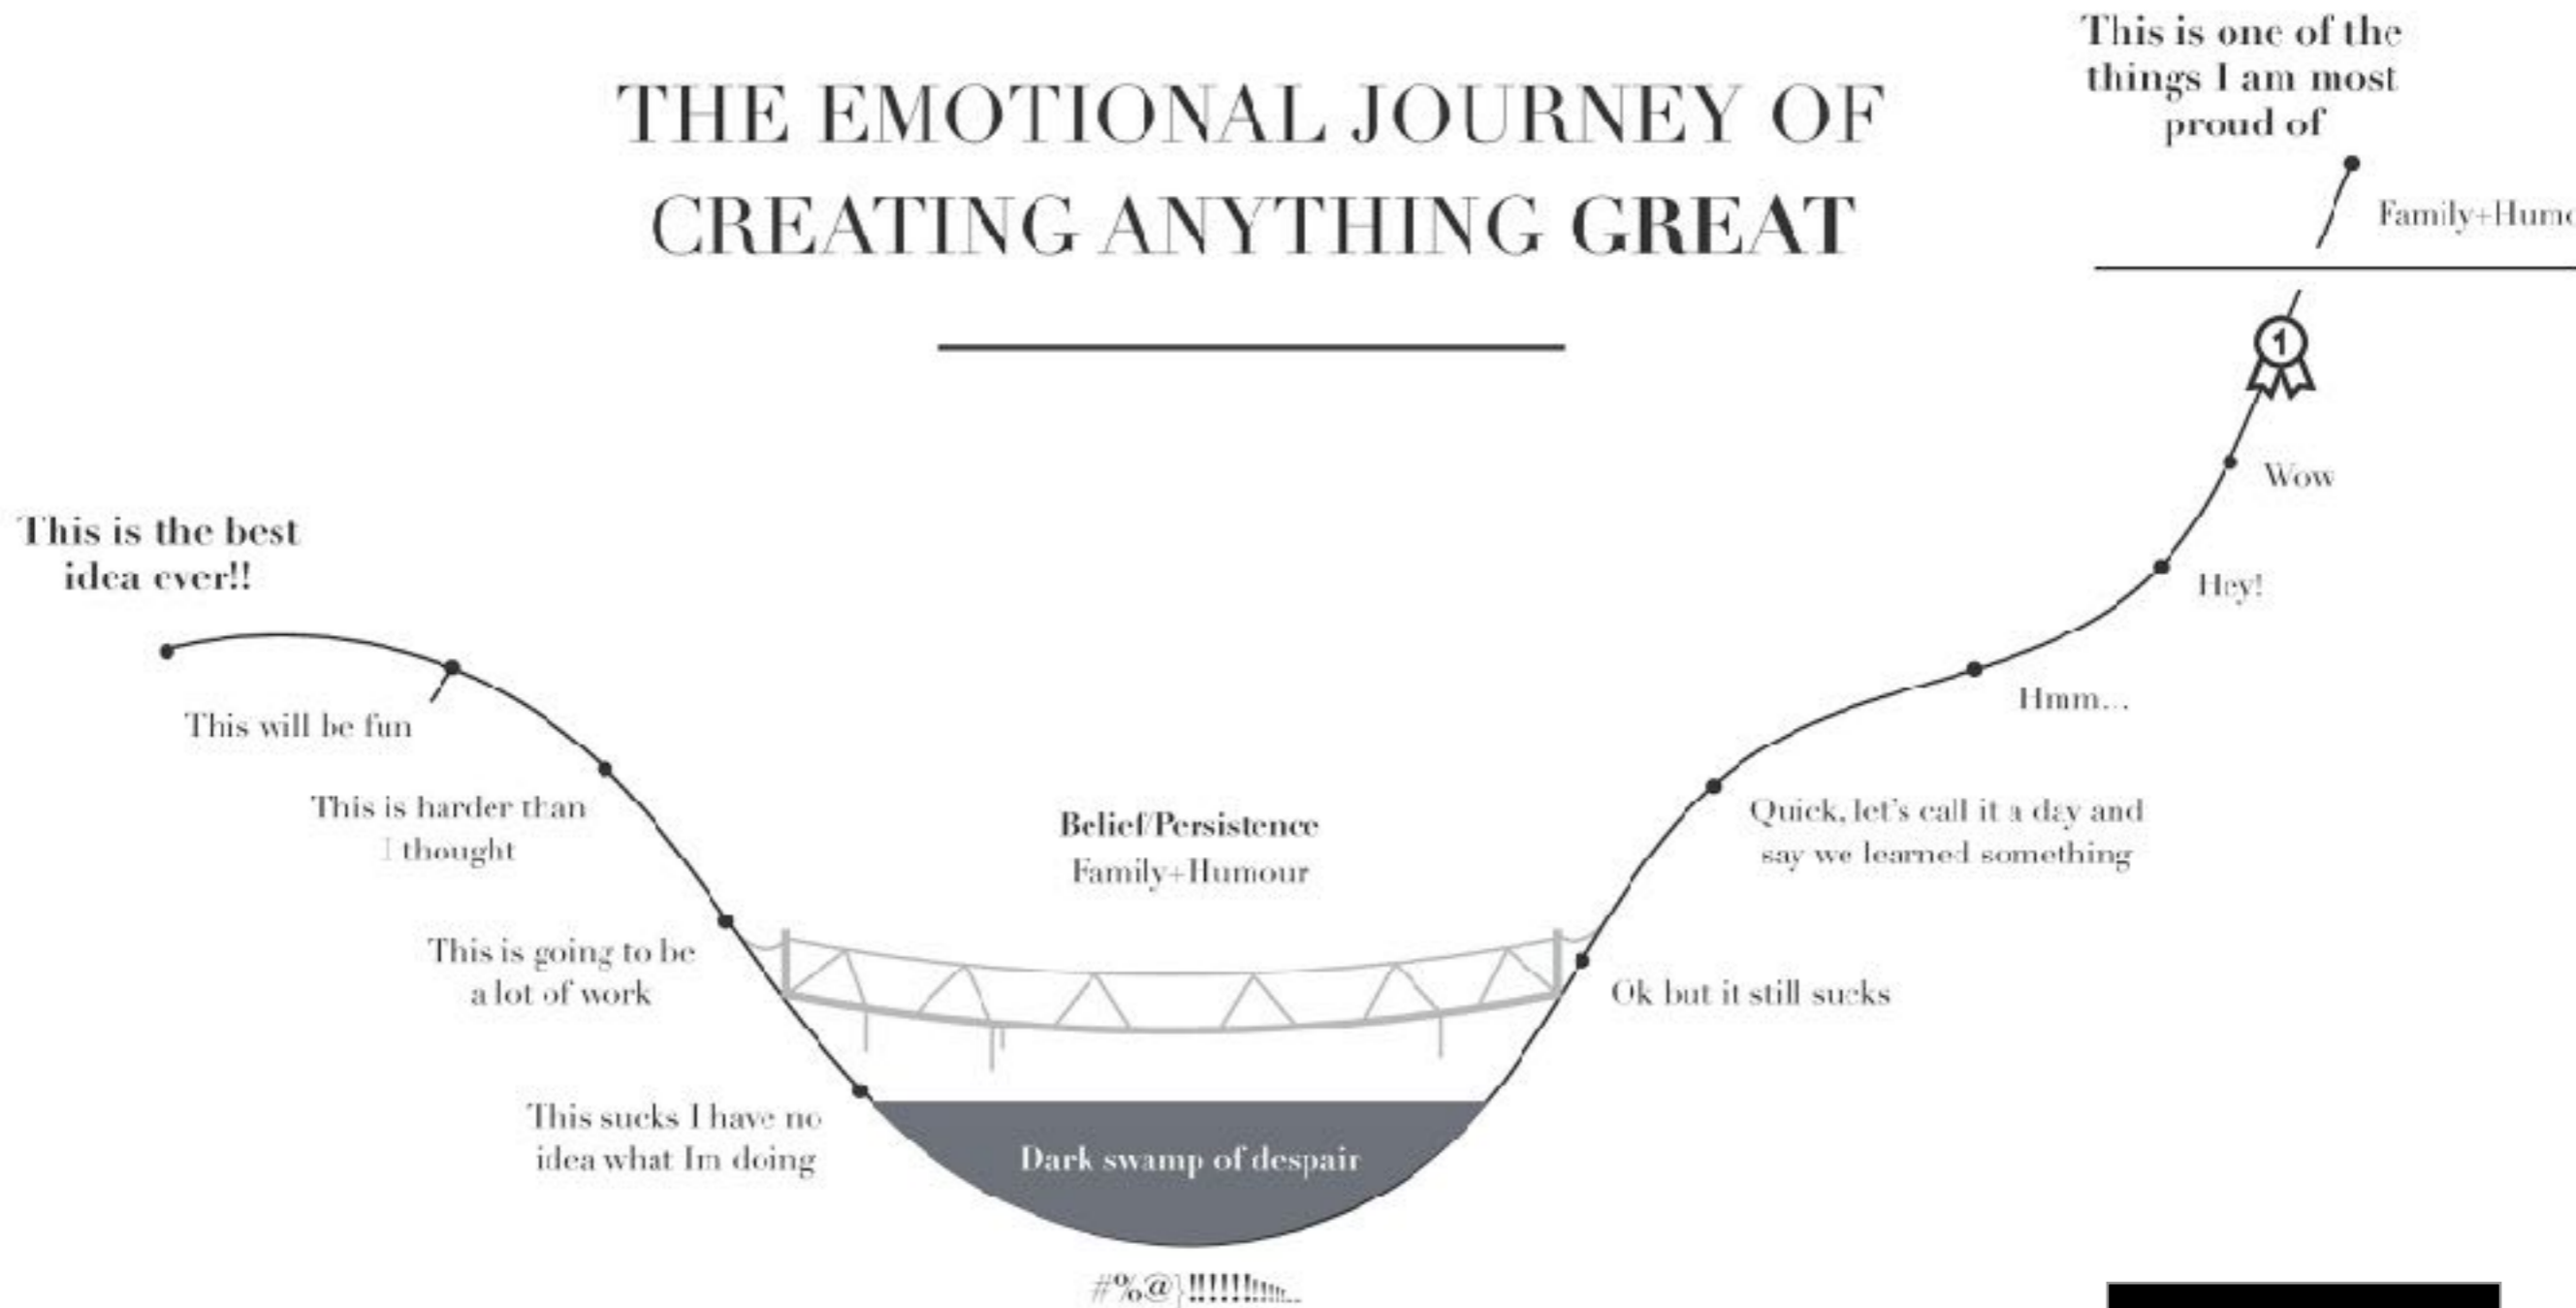 THE EMOTIONAL JOURNEY OF
CREATING ANYTHING GREAT
This is one of the
things I am most
proud of
Family+Humo
1
Wow
Hey!
Hmm...
Quick, let's call it a day and
say we learned something
Ok but it still sucks
This is the best
idea ever!!
This will be fun
This is harder than
I thought
This is going to be
a lot of work
This sucks I have no
idea what Im doing
Belief/Persistence
Family+Humour
Dark swamp of despair
#%@}!!!!!!!!!!!!...